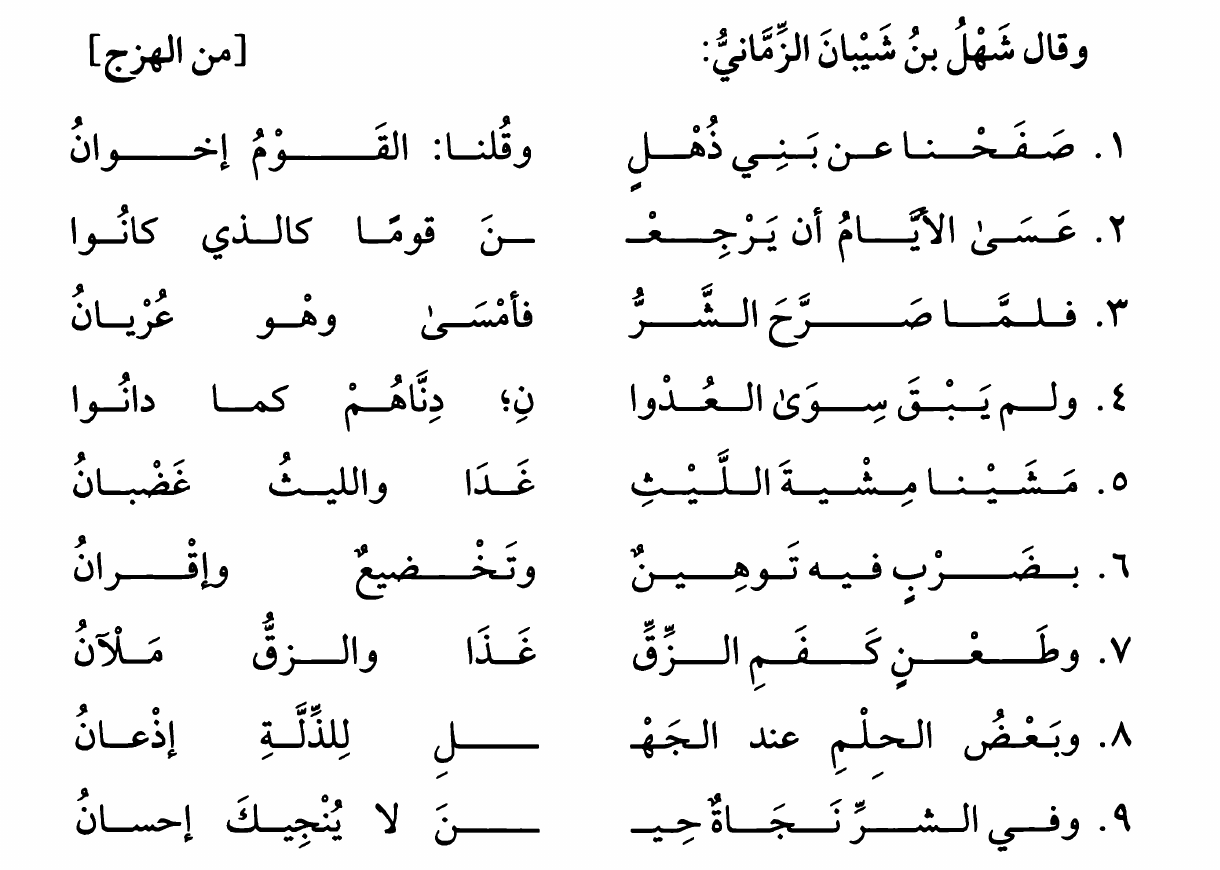 وقال شَهْلُ بنُ شَيْبانَ الزِّمَّانيُّ: [من الهزج]
١. صَفَحْنا عن بَنِي ذُهْلٍ وقُلنا: القَوْمُ إخوانُ
٢. عَسَىٰ الأيَّامُ أن يَرْجِعْـ ـنَ قومًا كالذي كانُوا
٣. فلمَّا صَرَّحَ الشَّرُّ فأمْسَىٰ وهْو عُرْيانُ
٤. ولم يَبْقَ سِوَىٰ العُدْوا نِ؛ دِنَّاهُمْ كما دانُوا
٥. مَشَيْنا مِشْيةَ اللَّيْثِ غَدَا والليثُ غَضْبانُ
٦. بضَرْبٍ فيه تَوهِينٌ وتَخْضيعٌ وإقْرانُ
٧. وطَعْنٍ كَفَمِ الزِّقِّ غَذَا والزقُّ مَلْآنُ
٨. وبَعْضُ الحِلْمِ عند الجَهْـ ـلِ لِلذِّلَّةِ إذْعانُ
٩. وفي الشرِّ نَجَاةٌ حِيـ ـنَ لا يُنْجِيكَ إحسانُ